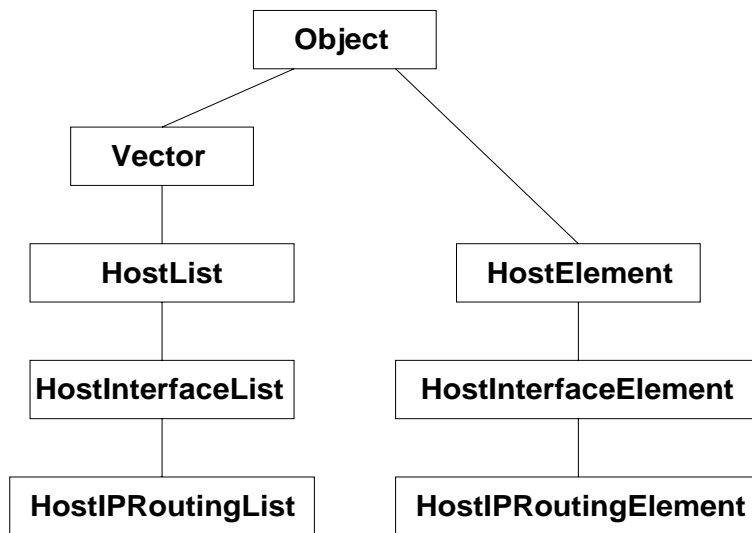 Object
Vector
HostList
HostElement
HostInterfaceList
HostInterfaceElement
HostIPRoutingList
HostIPRoutingElement